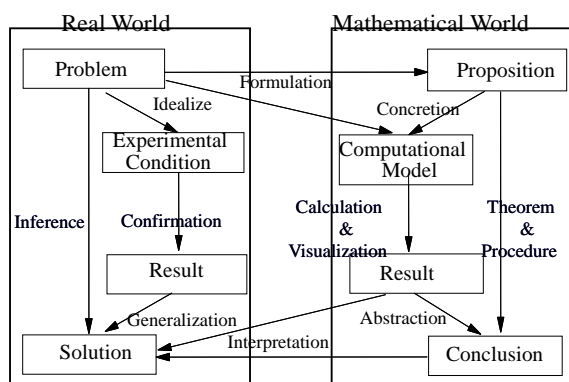 Real World
Mathematical World
Problem
Formulation
Proposition
Idealize
Concretion
Experimental
Condition
Computational
Model
Inference
Confirmation
Calculation
&
Visualization
Theorem
&
Procedure
Result
Result
Generalization
Abstraction
Interpretation
Solution
Conclusion